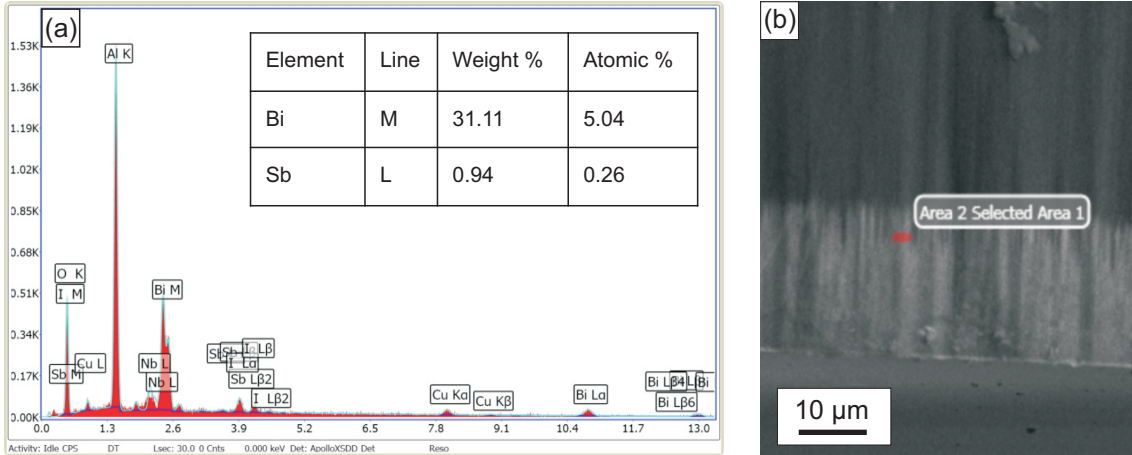 (a)
Element Line Weight % Atomic %
Bi M 31.11 5.04
Sb L 0.94 0.26
1.53K
1.36K
1.19K
1.02K
0.85K
0.68K
0.51K
0.34K
0.17K
0.00K
Al K
O K
I M
Sb M
Cu L
Nb L
Nb L
Bi M
Sb
I Lβ
I Lα
Sb Lβ2
I Lβ2
Cu Kα
Cu Kβ
Bi Lα
Bi Lβ4
Bi
Bi Lβ6
0.0 1.3 2.6 3.9 5.2 6.5 7.8 9.1 10.4 11.7 13.0
Activity: Idle CPS DT Lsec: 30.0 0 Cnts 0.000 keV Det: ApolloXSDD Det Reso
(b)
Area 2 Selected Area 1
10 µm